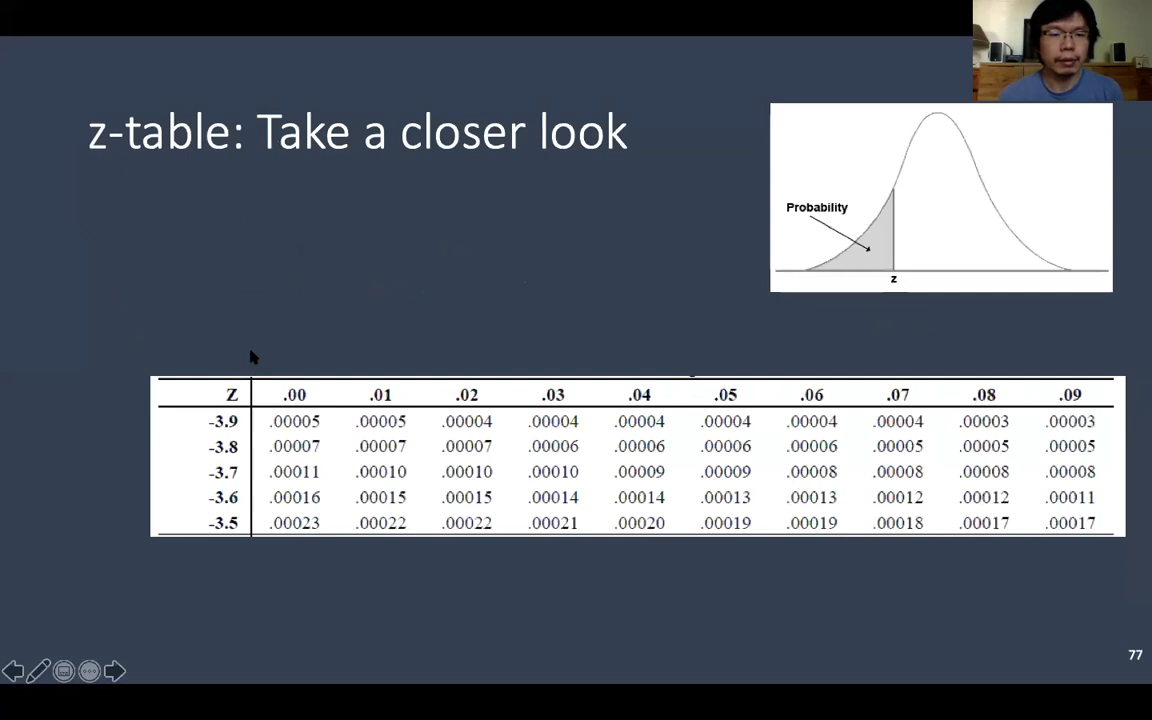 z-table: Take a closer look
Probability
z
Z .00 .01 .02 .03 .04 .05 .06 .07 .08 .09
-3.9 .00005 .00005 .00004 .00004 .00004 .00004 .00004 .00004 .00003 .00003
-3.8 .00007 .00007 .00007 .00006 .00006 .00006 .00006 .00005 .00005 .00005
-3.7 .00011 .00010 .00010 .00010 .00009 .00009 .00008 .00008 .00008 .00008
-3.6 .00016 .00015 .00015 .00014 .00014 .00013 .00013 .00012 .00012 .00011
-3.5 .00023 .00022 .00022 .00021 .00020 .00019 .00019 .00018 .00017 .00017
77